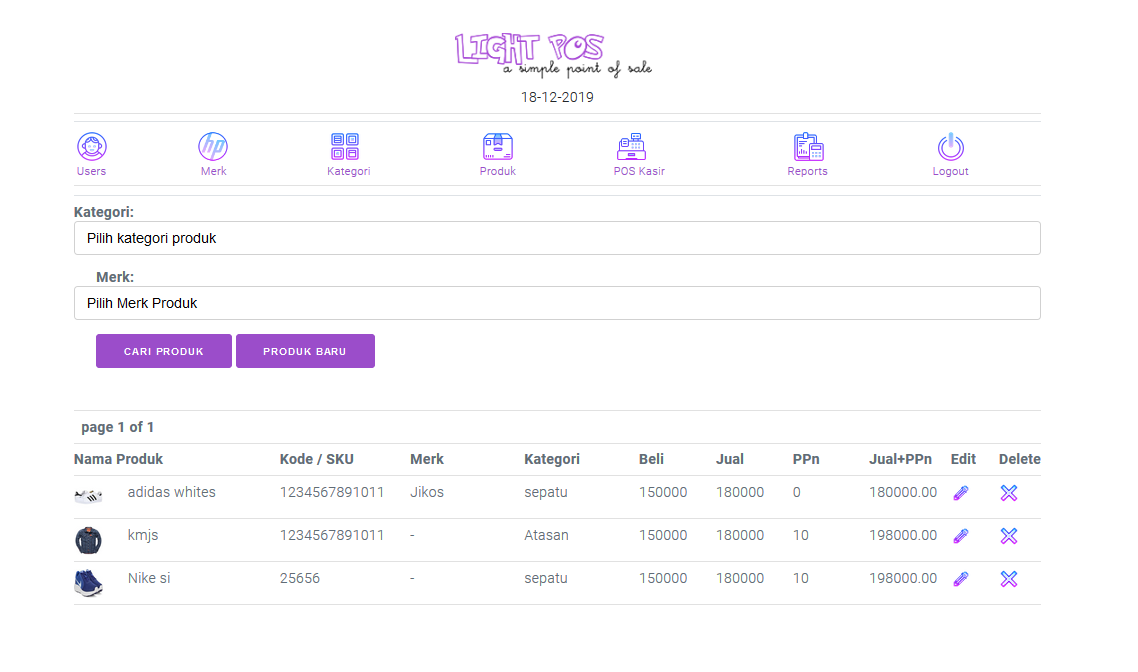 LIGHT POS
a simple point of sale
18-12-2019
hp
Users Merk Kategori Produk POS Kasir Reports Logout
Kategori:
Pilih kategori produk
Merk:
Pilih Merk Produk
CARI PRODUK PRODUK BARU
page 1 of 1
Nama Produk Kode / SKU Merk Kategori Beli Jual PPn Jual+PPn Edit Delete
adidas whites 1234567891011 Jikos sepatu 150000 180000 0 180000.00
kmjs 1234567891011 - Atasan 150000 180000 10 198000.00
Nike si 25656 - sepatu 150000 180000 10 198000.00